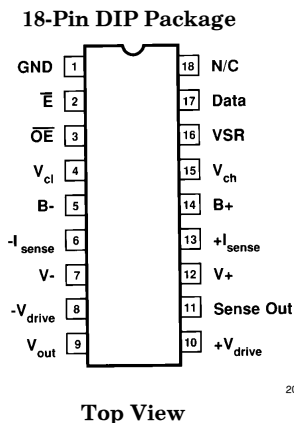 18-Pin DIP Package
GND 1 18 N/C
E̅ 2 17 Data
O̅E̅ 3 16 VSR
Vcl 4 15 Vch
B- 5 14 B+
-Isense 6 13 +Isense
V- 7 12 V+
-Vdrive 8 11 Sense Out
Vout 9 10 +Vdrive
20
Top View